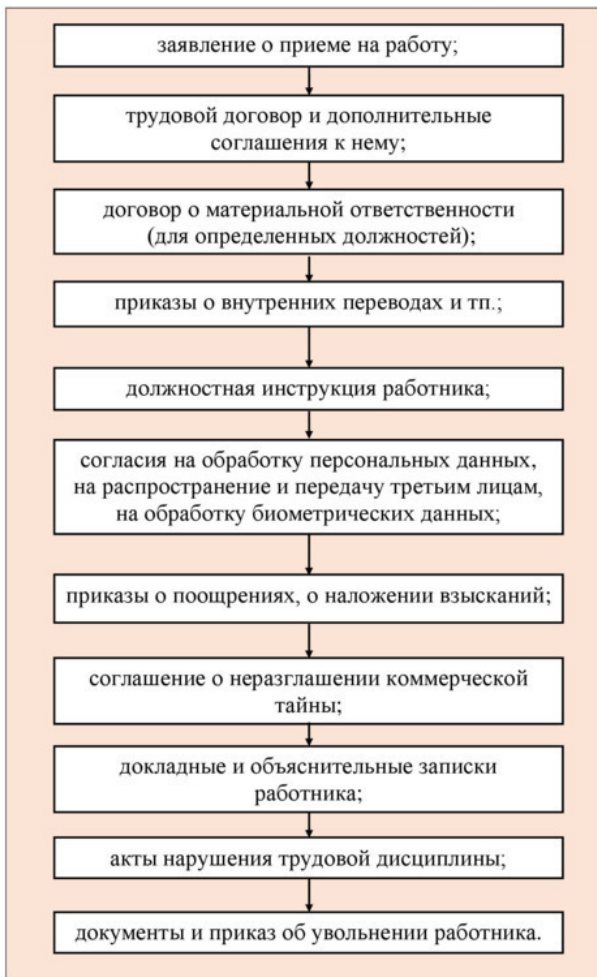 заявление о приеме на работу;
трудовой договор и дополнительные
соглашения к нему;
договор о материальной ответственности
(для определенных должностей);
приказы о внутренних переводах и тп.;
должностная инструкция работника;
согласия на обработку персональных данных,
на распространение и передачу третьим лицам,
на обработку биометрических данных;
приказы о поощрениях, о наложении взысканий;
соглашение о неразглашении коммерческой
тайны;
докладные и объяснительные записки
работника;
акты нарушения трудовой дисциплины;
документы и приказ об увольнении работника.